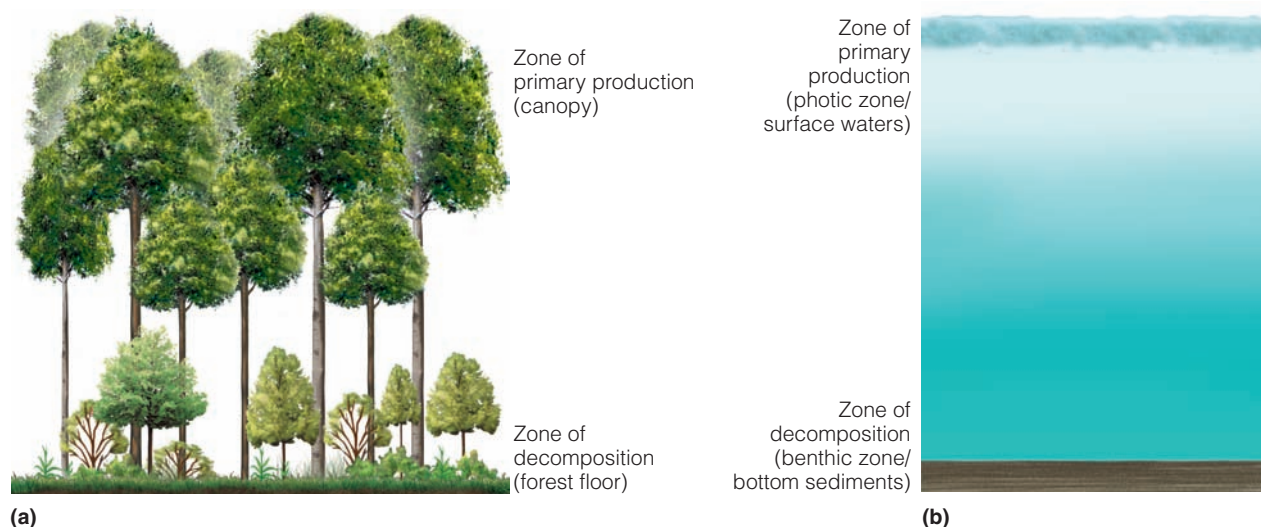 Zone of
primary production
(canopy)
Zone of
decomposition
(forest floor)
(a)
Zone of
primary
production
(photic zone/
surface waters)
Zone of
decomposition
(benthic zone/
bottom sediments)
(b)